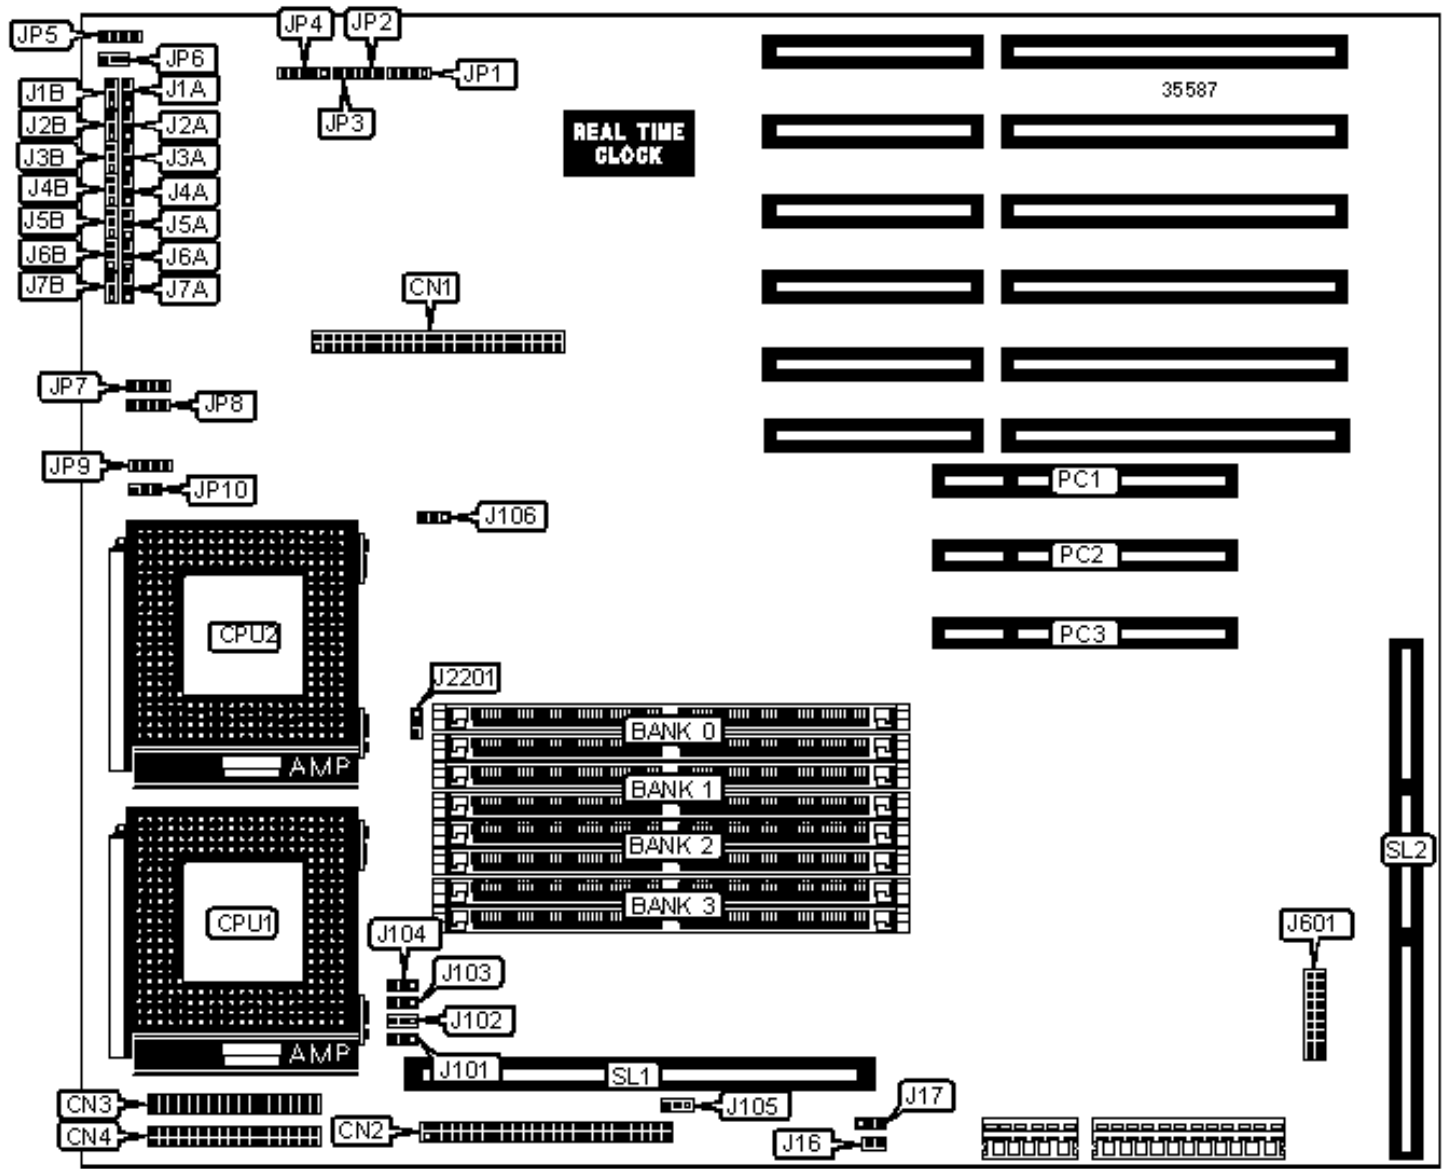 JP5
JP4
JP2
JP6
JP1
J1B
J1A
35587
JP3
J2B
J2A
REAL TIME
CLOCK
J3B
J3A
J4B
J4A
J5B
J5A
J6B
J6A
J7B
J7A
CN1
JP7
JP8
JP9
JP10
PC1
J106
PC2
CPU2
PC3
J2201
BANK 0
AMP
BANK 1
BANK 2
SL2
BANK 3
CPU1
J104
J601
J103
J102
AMP
J101
SL1
CN3
J105
J17
CN4
CN2
J16